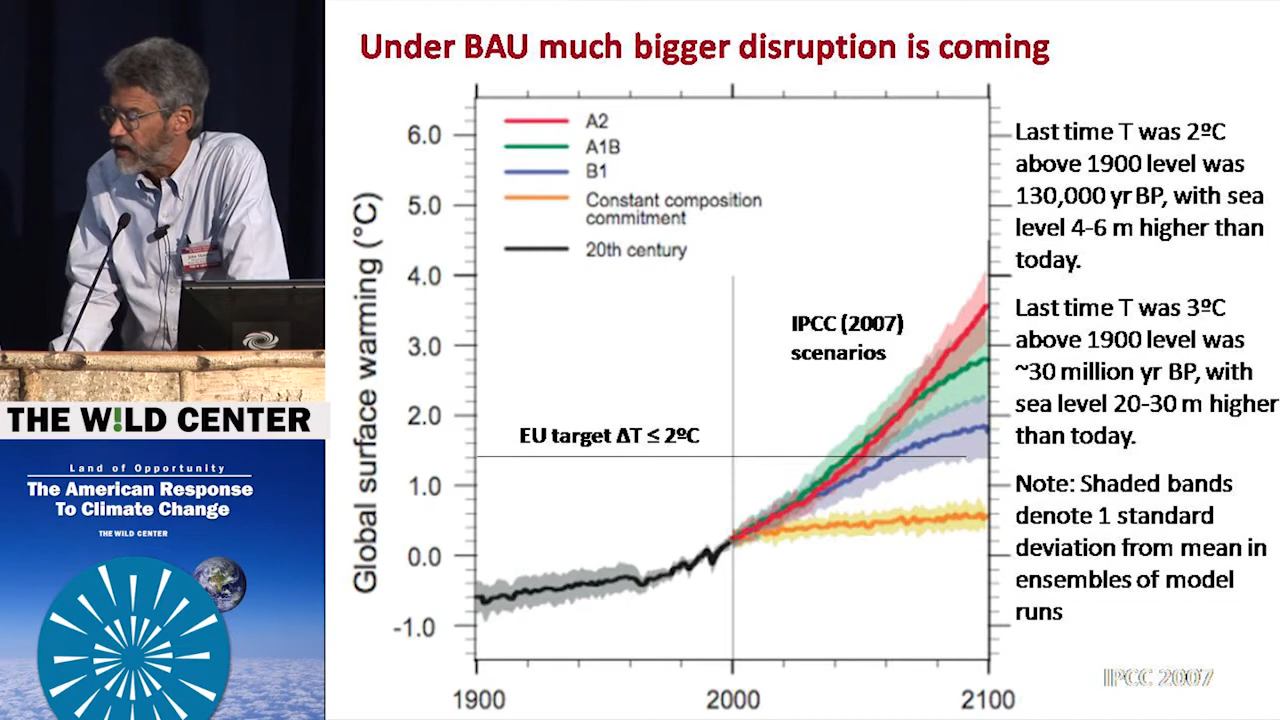 Under BAU much bigger disruption is coming
A2
A1B
B1
Constant composition
commitment
20th century
6.0
5.0
4.0
3.0
2.0
1.0
0.0
-1.0
Global surface warming (°C)
1900
2000
2100
IPCC (2007)
scenarios
EU target ΔT ≤ 2ºC
Last time T was 2ºC
above 1900 level was
130,000 yr BP, with sea
level 4-6 m higher than
today.
Last time T was 3ºC
above 1900 level was
~30 million yr BP, with
sea level 20-30 m higher
than today.
Note: Shaded bands
denote 1 standard
deviation from mean in
ensembles of model
runs
IPCC 2007
THE W!LD CENTER
Land of Opportunity
The American Response
To Climate Change
THE WILD CENTER